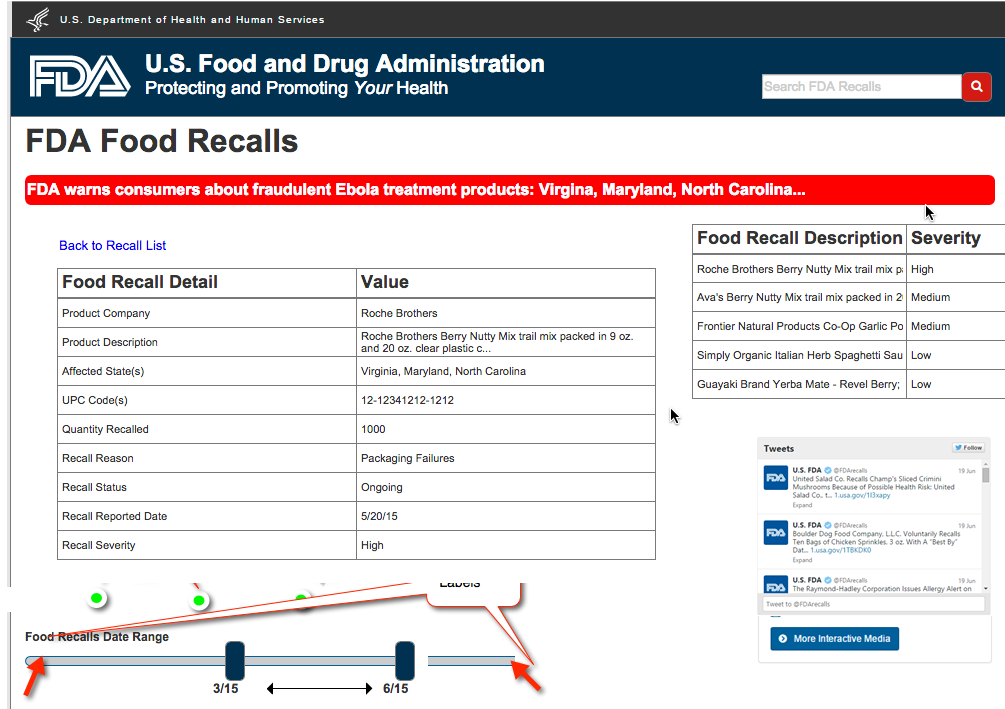 U.S. Department of Health and Human Services
FDA
U.S. Food and Drug Administration
Protecting and Promoting Your Health
Search FDA Recalls
FDA Food Recalls
FDA warns consumers about fraudulent Ebola treatment products: Virgina, Maryland, North Carolina...
Back to Recall List
Food Recall Detail Value
Product Company Roche Brothers
Product Description Roche Brothers Berry Nutty Mix trail mix packed in 9 oz.
and 20 oz. clear plastic c...
Affected State(s) Virginia, Maryland, North Carolina
UPC Code(s) 12-12341212-1212
Quantity Recalled 1000
Recall Reason Packaging Failures
Recall Status Ongoing
Recall Reported Date 5/20/15
Recall Severity High
Food Recall Description Severity
Roche Brothers Berry Nutty Mix trail mix High
Ava's Berry Nutty Mix trail mix packed in Medium
Frontier Natural Products Co-Op Garlic Po Medium
Simply Organic Italian Herb Spaghetti Sau Low
Guayaki Brand Yerba Mate - Revel Berry; Low
Tweets Follow
FDA U.S. FDA @FDArecalls 19 Jun
United Salad Co. Recalls Champ's Sliced Crimini
Mushrooms Because of Possible Health Risk: United
Salad Co., t... 1.usa.gov/1l3xapy
Expand
FDA U.S. FDA @FDArecalls 19 Jun
Boulder Dog Food Company, L.L.C. Voluntarily Recalls
Ten Bags of Chicken Sprinkles, 3 oz. With A "Best By"
Dat... 1.usa.gov/1T8KDK0
Expand
FDA U.S. FDA @FDArecalls 19 Jun
The Raymond-Hadley Corporation Issues Allergy Alert on
Tweet to @FDArecalls
More Interactive Media
Labels
Food Recalls Date Range
3/15 6/15